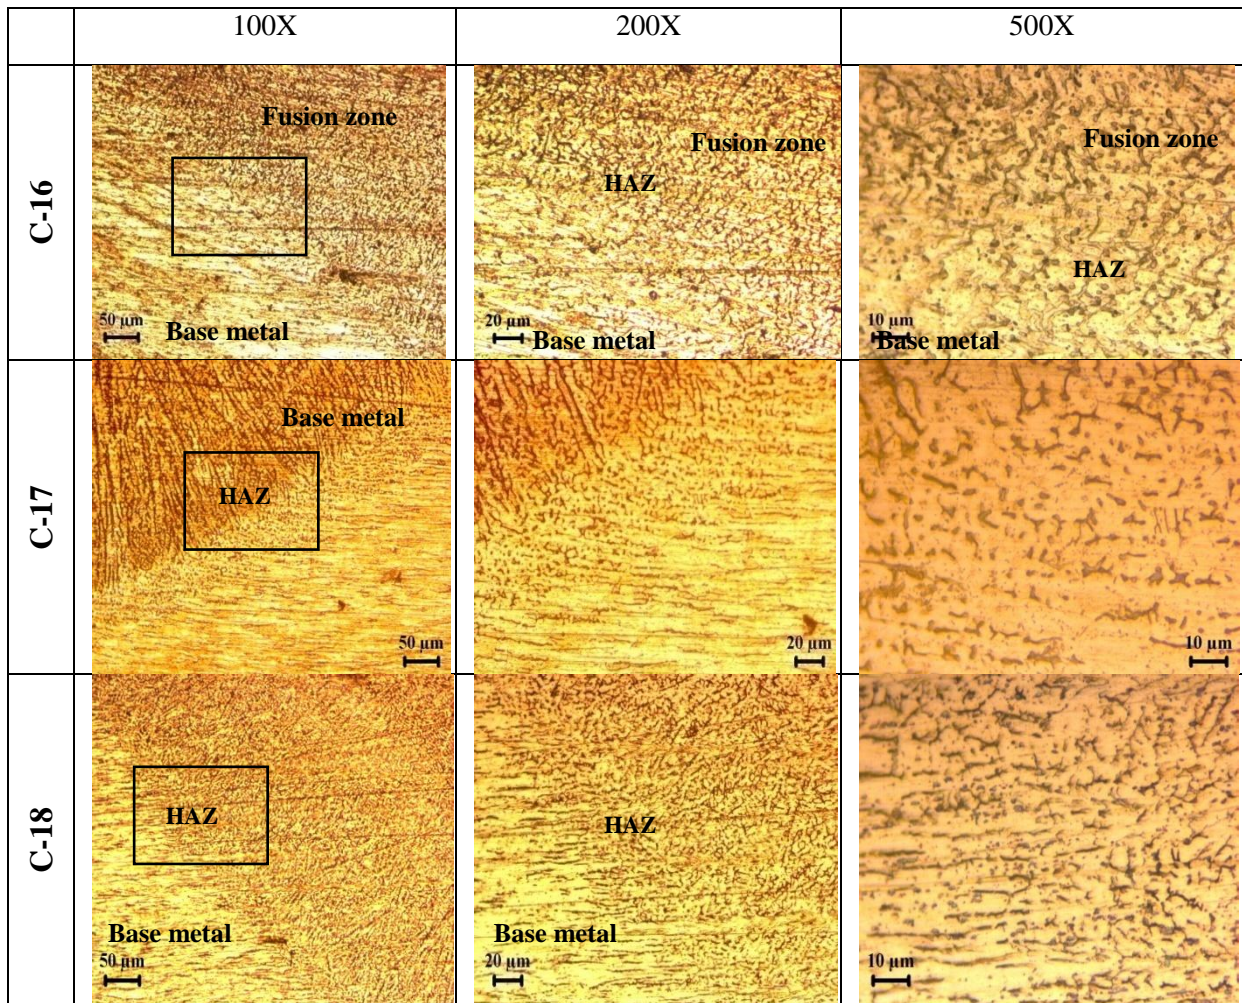 100X
200X
500X
C-16
Fusion zone
50 µm
Base metal
Fusion zone
HAZ
20 µm
Base metal
Fusion zone
HAZ
10 µm
Base metal
C-17
Base metal
HAZ
50 µm
20 µm
10 µm
C-18
HAZ
Base metal
50 µm
HAZ
Base metal
20 µm
10 µm